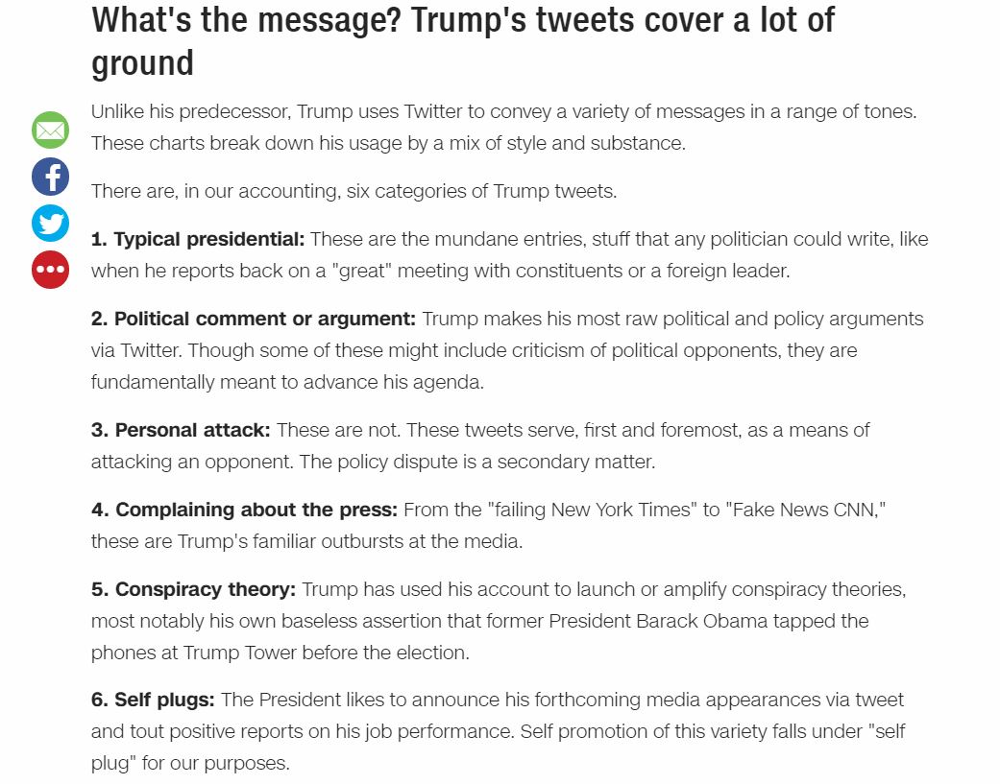 What's the message? Trump's tweets cover a lot of
ground
Unlike his predecessor, Trump uses Twitter to convey a variety of messages in a range of tones.
These charts break down his usage by a mix of style and substance.
There are, in our accounting, six categories of Trump tweets.
1. Typical presidential: These are the mundane entries, stuff that any politician could write, like
when he reports back on a "great" meeting with constituents or a foreign leader.
2. Political comment or argument: Trump makes his most raw political and policy arguments
via Twitter. Though some of these might include criticism of political opponents, they are
fundamentally meant to advance his agenda.
3. Personal attack: These are not. These tweets serve, first and foremost, as a means of
attacking an opponent. The policy dispute is a secondary matter.
4. Complaining about the press: From the "failing New York Times" to "Fake News CNN,"
these are Trump's familiar outbursts at the media.
5. Conspiracy theory: Trump has used his account to launch or amplify conspiracy theories,
most notably his own baseless assertion that former President Barack Obama tapped the
phones at Trump Tower before the election.
6. Self plugs: The President likes to announce his forthcoming media appearances via tweet
and tout positive reports on his job performance. Self promotion of this variety falls under "self
plug" for our purposes.